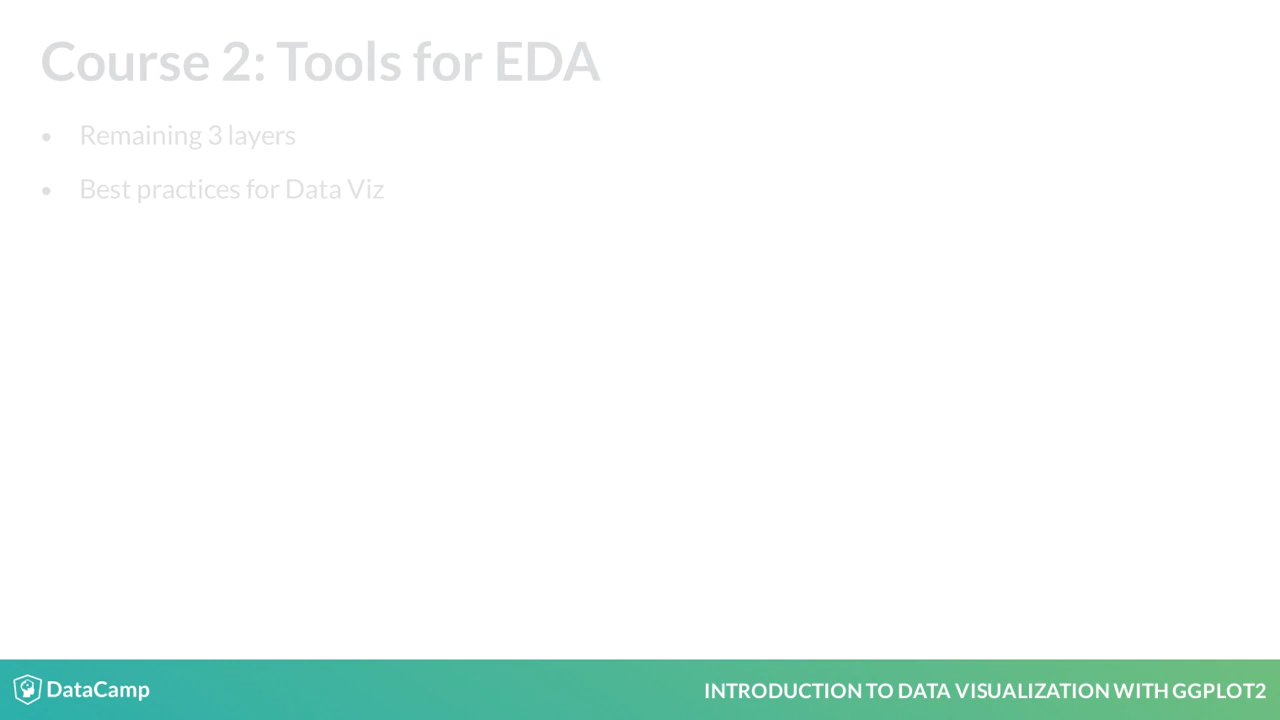 Course 2: Tools for EDA
• Remaining 3 layers
• Best practices for Data Viz
DataCamp
INTRODUCTION TO DATA VISUALIZATION WITH GGPLOT2